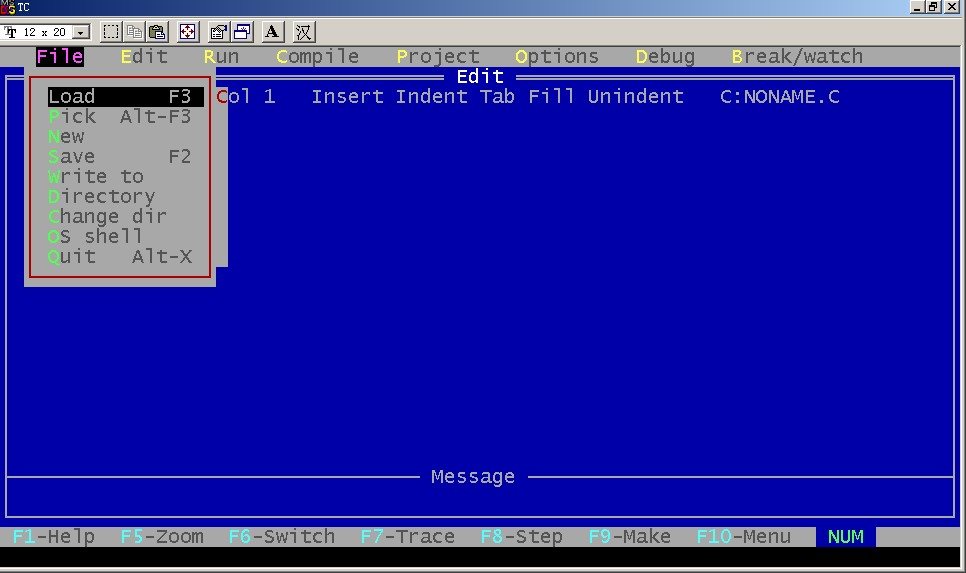 TC
12 x 20 A 汉
File Edit Run Compile Project Options Debug Break/watch
Edit
Col 1 Insert Indent Tab Fill Unindent C:NONAME.C
Load F3
Pick Alt-F3
New
Save F2
Write to
Directory
Change dir
OS shell
Quit Alt-X
Message
F1-Help F5-Zoom F6-Switch F7-Trace F8-Step F9-Make F10-Menu NUM